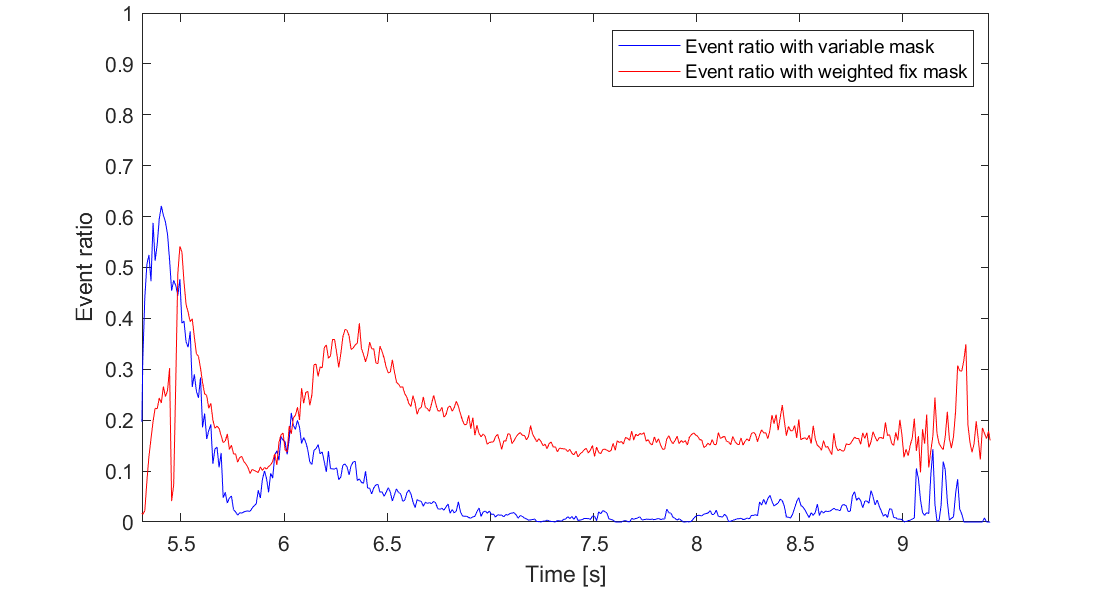 1
0.9
0.8
0.7
0.6
0.5
0.4
0.3
0.2
0.1
0
Event ratio
Event ratio with variable mask
Event ratio with weighted fix mask
5.5 6 6.5 7 7.5 8 8.5 9
Time [s]